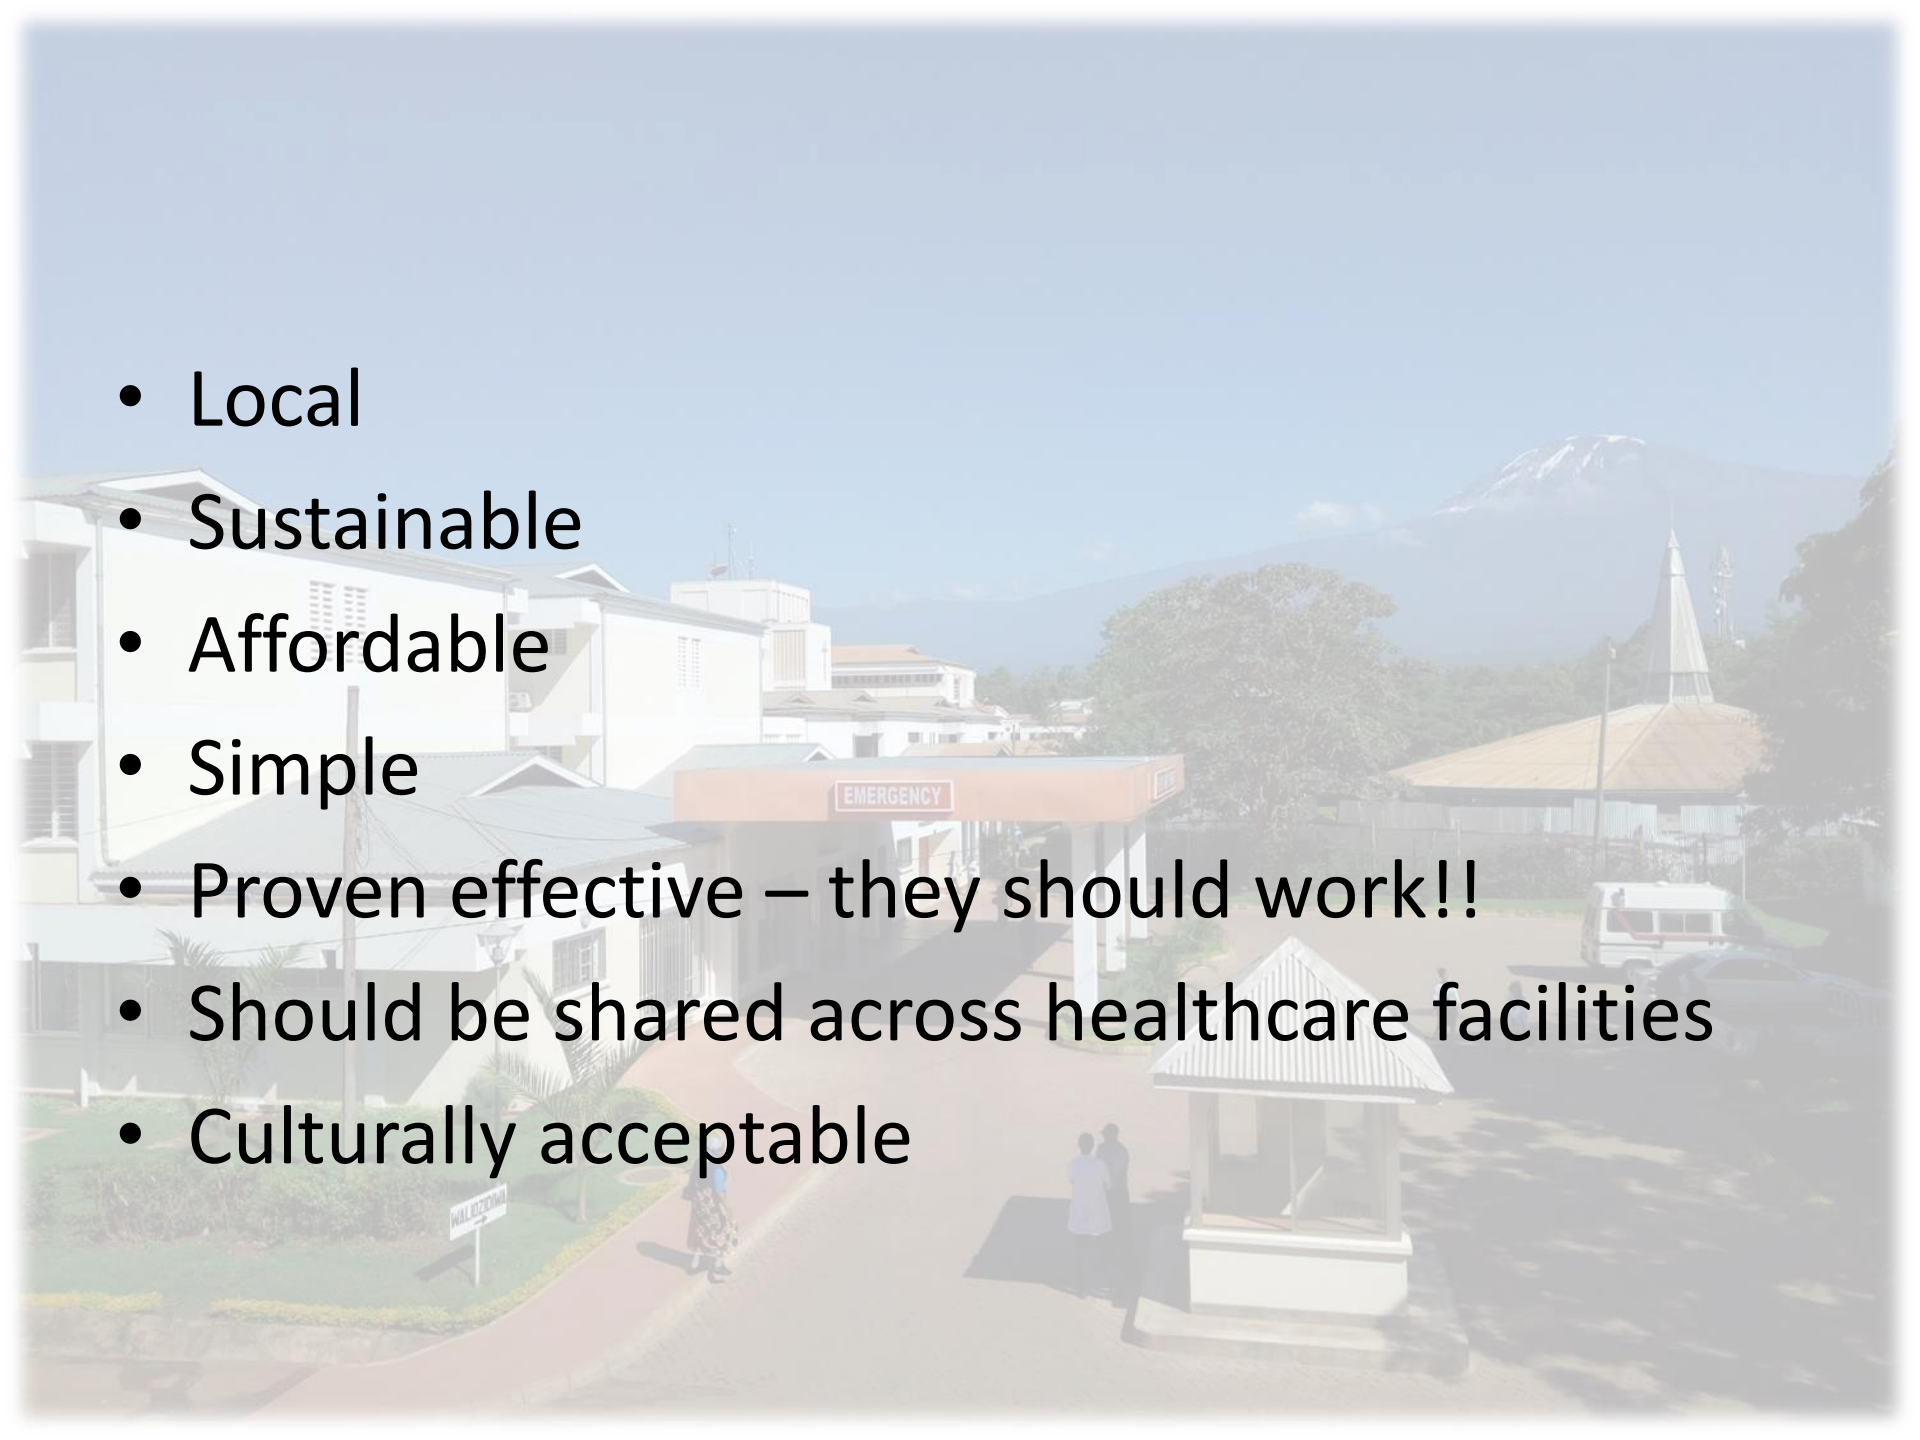 • Local
• Sustainable
• Affordable
• Simple
EMERGENCY
• Proven effective – they should work!!
• Should be shared across healthcare facilities
• Culturally acceptable